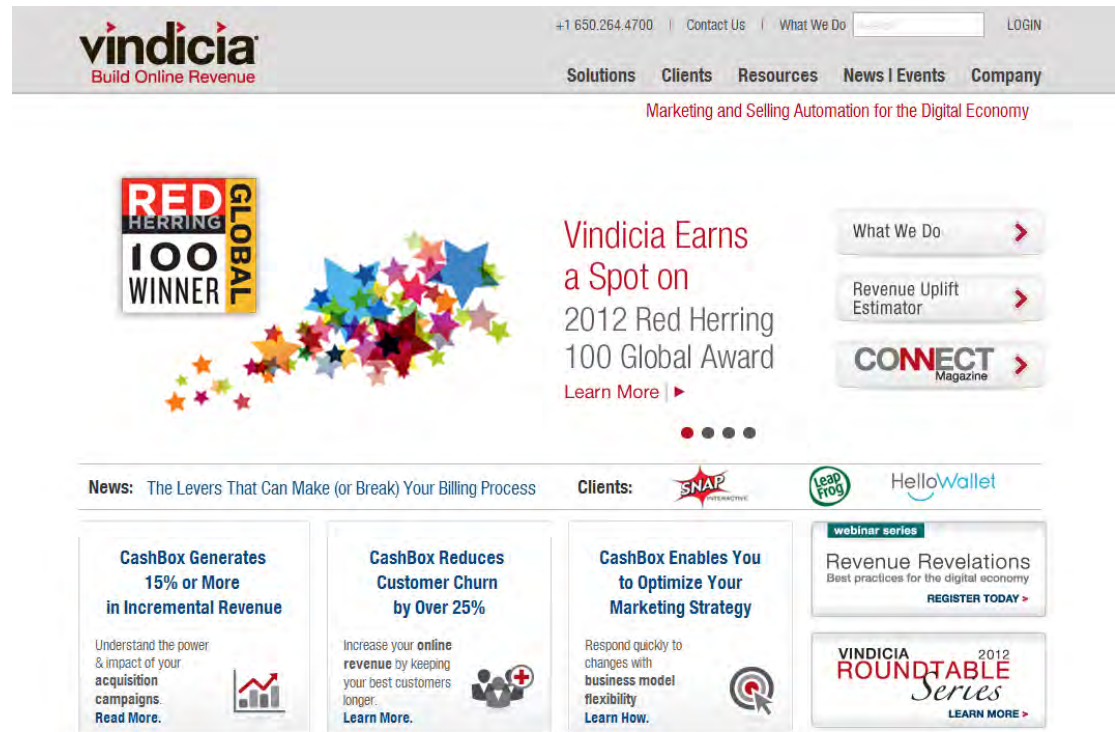 vindicia
Build Online Revenue
+1 650.264.4700 | Contact Us | What We Do
LOGIN
Solutions Clients Resources News | Events Company
Marketing and Selling Automation for the Digital Economy
RED
HERRING
100
WINNER
GLOBAL
Vindicia Earns
a Spot on
2012 Red Herring
100 Global Award
Learn More |
What We Do
Revenue Uplift
Estimator
CONNECT
Magazine
News: The Levers That Can Make (or Break) Your Billing Process
Clients:
SNAP
INTERACTIVE
Leap
Frog
HelloWallet
CashBox Generates
15% or More
in Incremental Revenue
Understand the power
& impact of your
acquisition
campaigns.
Read More.
CashBox Reduces
Customer Churn
by Over 25%
Increase your online
revenue by keeping
your best customers
longer.
Learn More.
CashBox Enables You
to Optimize Your
Marketing Strategy
Respond quickly to
changes with
business model
flexibility
Learn How.
webinar series
Revenue Revelations
Best practices for the digital economy
REGISTER TODAY >
VINDICIA 2012
ROUNDTABLE
Series
LEARN MORE >